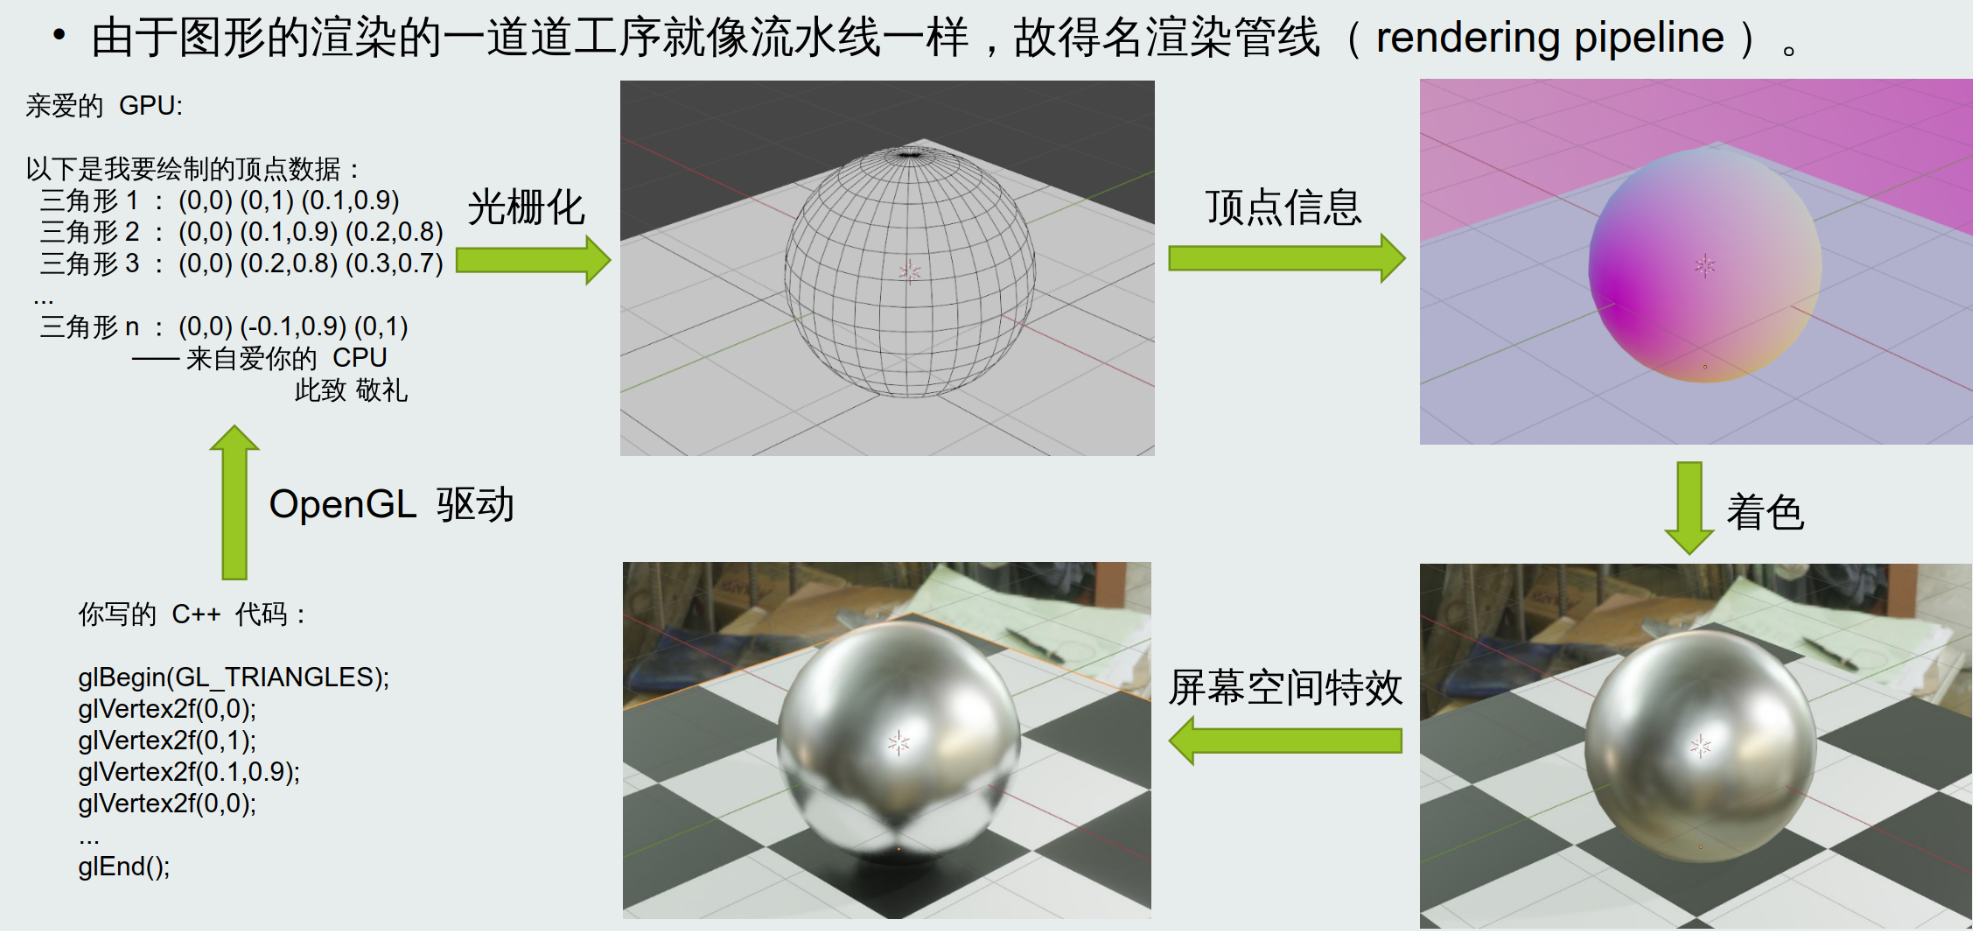 • 由于图形的渲染的一道道工序就像流水线一样，故得名渲染管线（ rendering pipeline ）。
亲爱的 GPU:
以下是我要绘制的顶点数据：
三角形 1 ： (0,0) (0,1) (0.1,0.9)
三角形 2 ： (0,0) (0.1,0.9) (0.2,0.8)
三角形 3 ： (0,0) (0.2,0.8) (0.3,0.7)
...
三角形 n ： (0,0) (-0.1,0.9) (0,1)
—— 来自爱你的 CPU
此致 敬礼
光栅化
顶点信息
着色
屏幕空间特效
OpenGL 驱动
你写的 C++ 代码：
glBegin(GL_TRIANGLES);
glVertex2f(0,0);
glVertex2f(0,1);
glVertex2f(0.1,0.9);
glVertex2f(0,0);
...
glEnd();